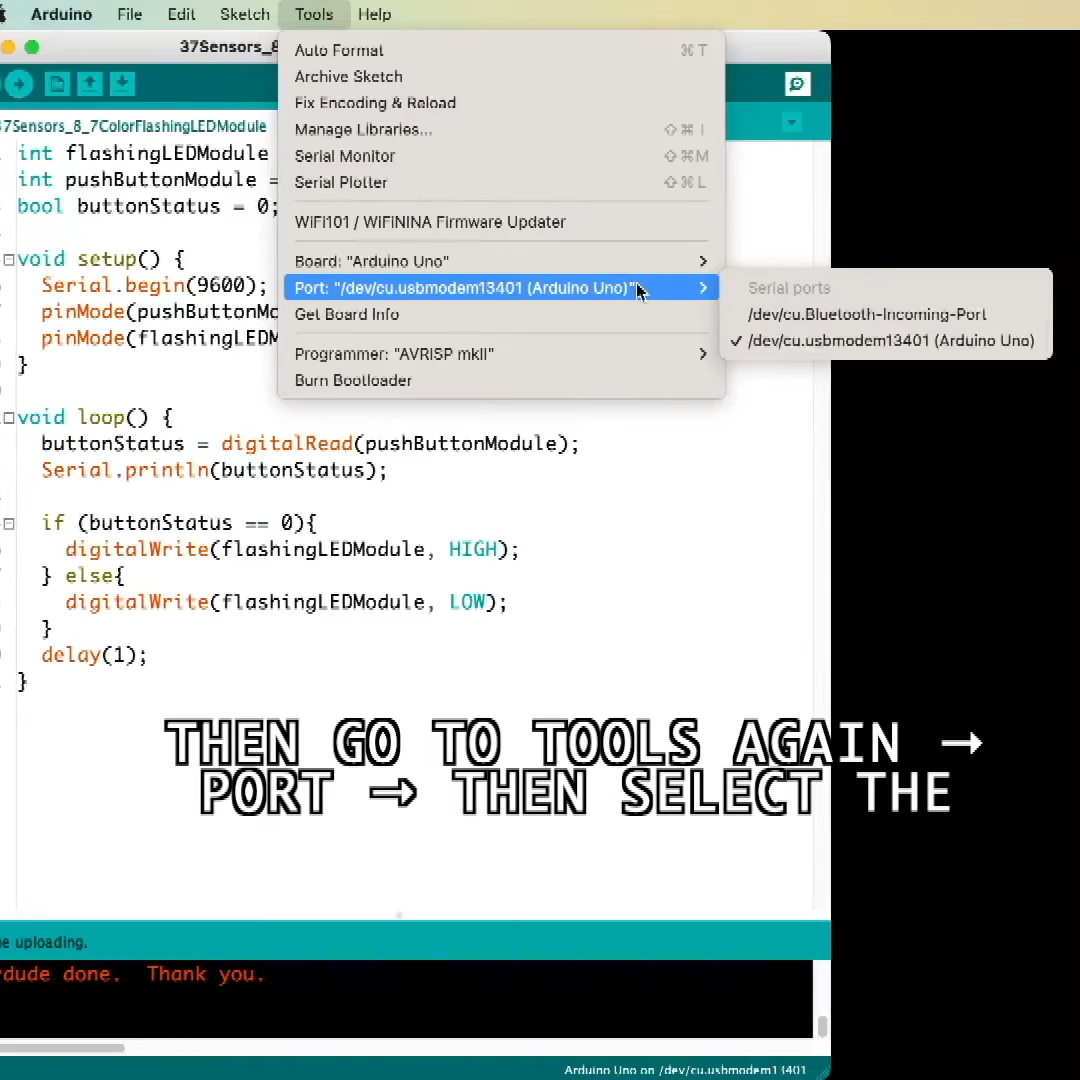 Arduino File Edit Sketch Tools Help
37Sensors_8
Auto Format ⌘ T
Archive Sketch
Fix Encoding & Reload
Manage Libraries... ⇧ ⌘ I
Serial Monitor ⇧ ⌘ M
Serial Plotter ⇧ ⌘ L
WiFi101 / WiFiNINA Firmware Updater
Board: "Arduino Uno"
Port: "/dev/cu.usbmodem13401 (Arduino Uno)"
Get Board Info
Programmer: "AVRISP mkII"
Burn Bootloader
Serial ports
/dev/cu.Bluetooth-Incoming-Port
✓ /dev/cu.usbmodem13401 (Arduino Uno)
37Sensors_8_7ColorFlashingLEDModule
int flashingLEDModule
int pushButtonModule =
bool buttonStatus = 0;
void setup() {
Serial.begin(9600);
pinMode(pushButtonMo
pinMode(flashingLEDM
}
void loop() {
buttonStatus = digitalRead(pushButtonModule);
Serial.println(buttonStatus);
if (buttonStatus == 0){
digitalWrite(flashingLEDModule, HIGH);
} else{
digitalWrite(flashingLEDModule, LOW);
}
delay(1);
}
THEN GO TO TOOLS AGAIN →
PORT → THEN SELECT THE
e uploading.
dude done. Thank you.
Arduino Uno on /dev/cu.usbmodem13401